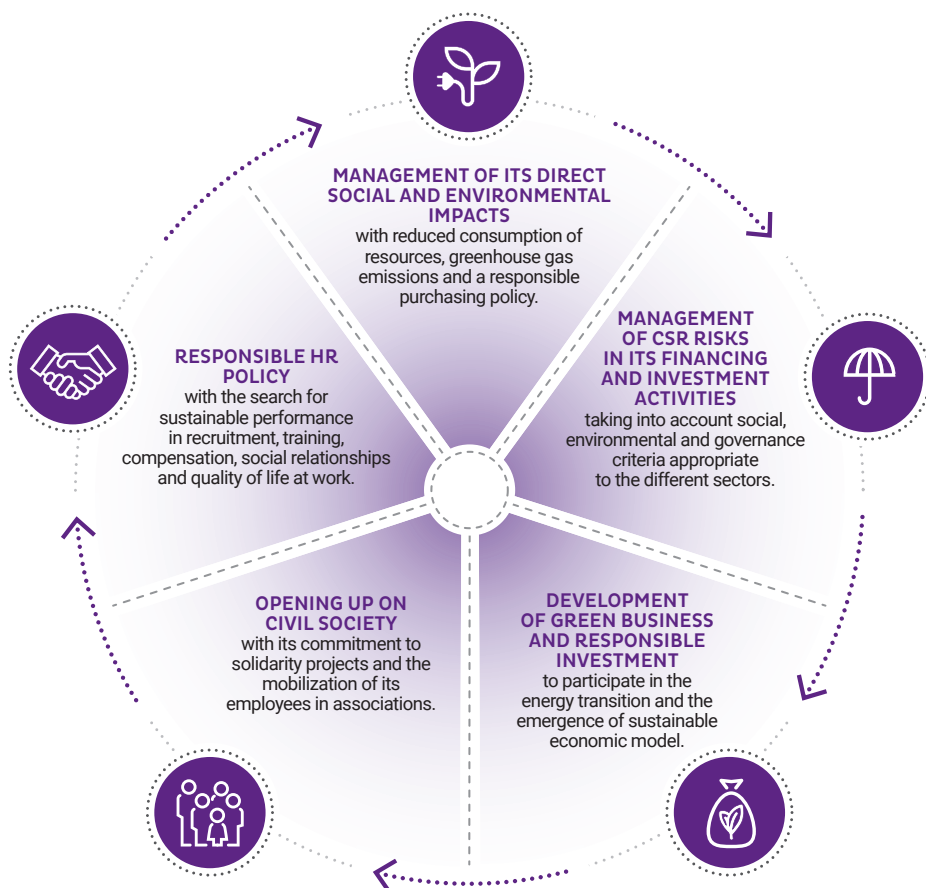 MANAGEMENT OF ITS DIRECT
SOCIAL AND ENVIRONMENTAL
IMPACTS
with reduced consumption of
resources, greenhouse gas
emissions and a responsible
purchasing policy.
MANAGEMENT
OF CSR RISKS
IN ITS FINANCING
AND INVESTMENT
ACTIVITIES
taking into account social,
environmental and governance
criteria appropriate
to the different sectors.
DEVELOPMENT
OF GREEN BUSINESS
AND RESPONSIBLE
INVESTMENT
to participate in the
energy transition and the
emergence of sustainable
economic model.
OPENING UP ON
CIVIL SOCIETY
with its commitment to
solidarity projects and the
mobilization of its
employees in associations.
RESPONSIBLE HR
POLICY
with the search for
sustainable performance
in recruitment, training,
compensation, social relationships
and quality of life at work.